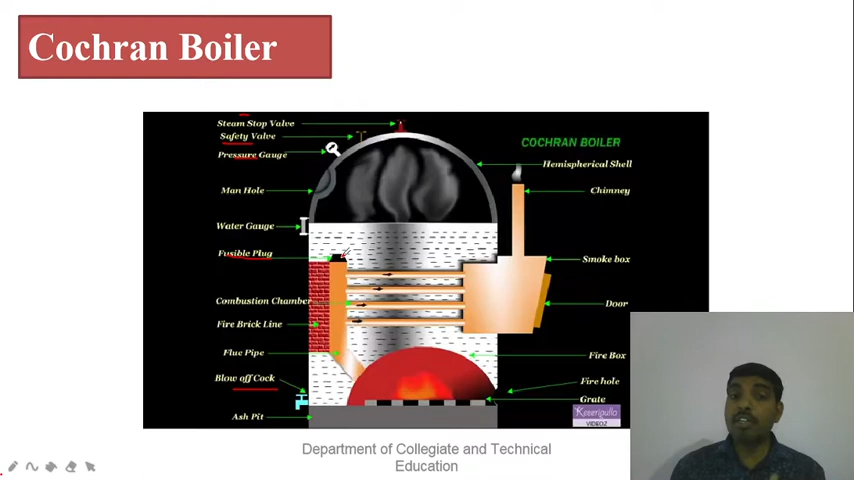 Cochran Boiler
COCHRAN BOILER
Steam Stop Valve
Safety Valve
Pressure Gauge
Man Hole
Water Gauge
Fusible Plug
Combustion Chamber
Fire Brick Line
Flue Pipe
Blow off Cock
Ash Pit
Hemispherical Shell
Chimney
Smoke box
Door
Fire Box
Fire hole
Grate
Kesaripullo
VIDEOZ
Department of Collegiate and Technical
Education